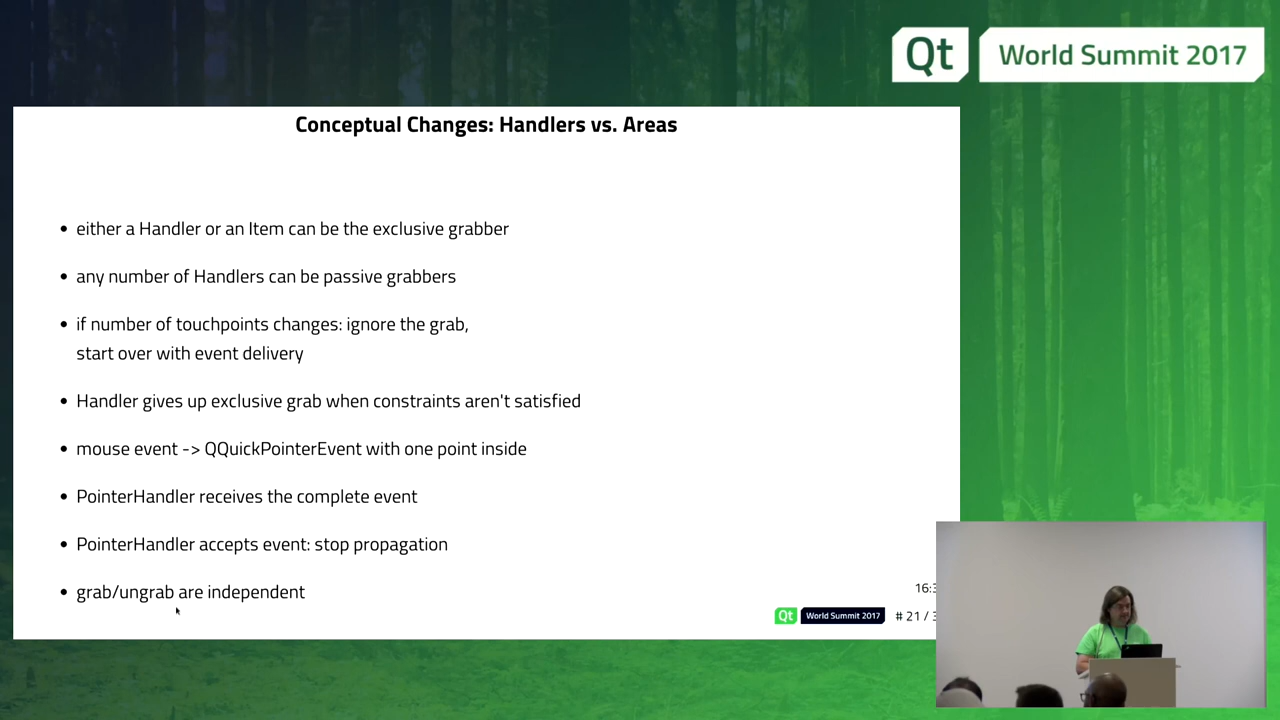 Qt World Summit 2017
Conceptual Changes: Handlers vs. Areas
• either a Handler or an Item can be the exclusive grabber
• any number of Handlers can be passive grabbers
• if number of touchpoints changes: ignore the grab,
start over with event delivery
• Handler gives up exclusive grab when constraints aren't satisfied
• mouse event -> QQuickPointerEvent with one point inside
• PointerHandler receives the complete event
• PointerHandler accepts event: stop propagation
• grab/ungrab are independent
16:3
Qt World Summit 2017 # 21 /